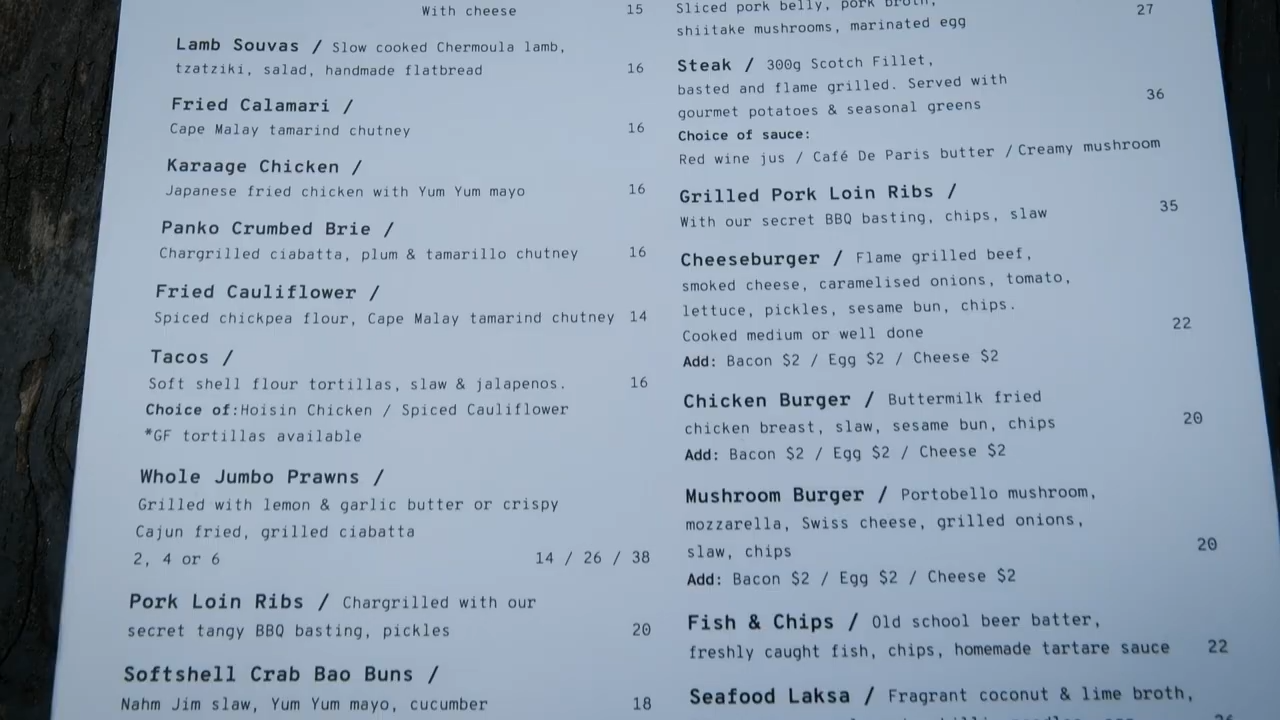 With cheese 15
Lamb Souvas / Slow cooked Chermoula lamb,
tzatziki, salad, handmade flatbread 16
Fried Calamari /
Cape Malay tamarind chutney 16
Karaage Chicken /
Japanese fried chicken with Yum Yum mayo 16
Panko Crumbed Brie /
Chargrilled ciabatta, plum & tamarillo chutney 16
Fried Cauliflower /
Spiced chickpea flour, Cape Malay tamarind chutney 14
Tacos /
Soft shell flour tortillas, slaw & jalapenos. 16
Choice of:Hoisin Chicken / Spiced Cauliflower
*GF tortillas available
Whole Jumbo Prawns /
Grilled with lemon & garlic butter or crispy
Cajun fried, grilled ciabatta
2, 4 or 6 14 / 26 / 38
Pork Loin Ribs / Chargrilled with our
secret tangy BBQ basting, pickles 20
Softshell Crab Bao Buns /
Nahm Jim slaw, Yum Yum mayo, cucumber 18
Sliced pork belly, pork broth,
shiitake mushrooms, marinated egg 27
Steak / 300g Scotch Fillet,
basted and flame grilled. Served with
gourmet potatoes & seasonal greens 36
Choice of sauce:
Red wine jus / Café De Paris butter / Creamy mushroom
Grilled Pork Loin Ribs /
With our secret BBQ basting, chips, slaw 35
Cheeseburger / Flame grilled beef,
smoked cheese, caramelised onions, tomato,
lettuce, pickles, sesame bun, chips.
Cooked medium or well done 22
Add: Bacon $2 / Egg $2 / Cheese $2
Chicken Burger / Buttermilk fried
chicken breast, slaw, sesame bun, chips 20
Add: Bacon $2 / Egg $2 / Cheese $2
Mushroom Burger / Portobello mushroom,
mozzarella, Swiss cheese, grilled onions,
slaw, chips 20
Add: Bacon $2 / Egg $2 / Cheese $2
Fish & Chips / Old school beer batter,
freshly caught fish, chips, homemade tartare sauce 22
Seafood Laksa / Fragrant coconut & lime broth,